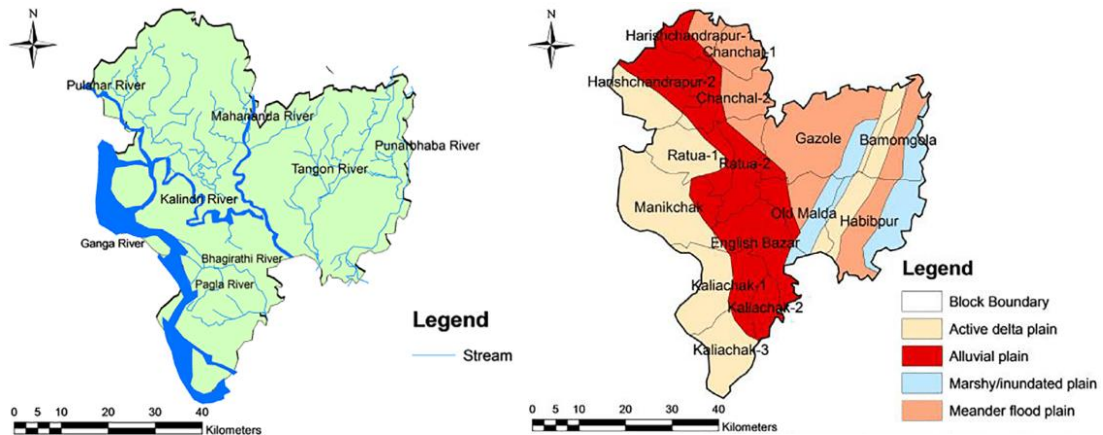 N
Pulahar River
Mahananda River
Punarbhaba River
Tangon River
Kalindri River
Ganga River
Bhagirathi River
Pagla River
Legend
Stream
0 5 10 20 30 40
Kilometers
N
Harishchandrapur-1
Chanchal-1
Harishchandrapur-2
Chanchal-2
Gazole
Bamomgola
Ratua-1
Ratua-2
Manikchak
Old Malda
Habibpur
English Bazar
Kaliachak-1
Kaliachak-2
Kaliachak-3
Legend
Block Boundary
Active delta plain
Alluvial plain
Marshy/inundated plain
Meander flood plain
0 5 10 20 30 40
Kilometers